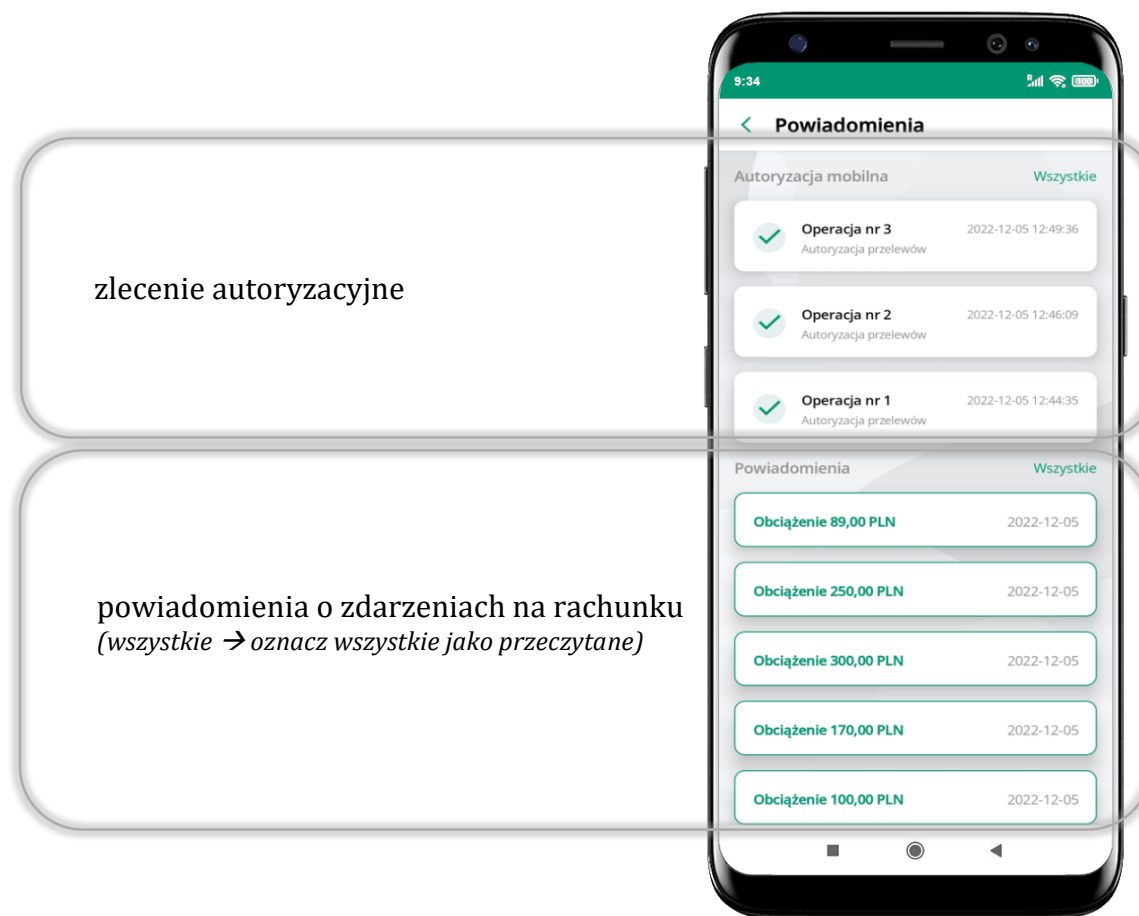 9:34
R
100
Powiadomienia
Autoryzacja mobilna Wszystkie
Operacja nr 3 2022-12-05 12:49:36
Autoryzacja przelewów
zlecenie autoryzacyjne
Operacja nr 2 2022-12-05 12:46:09
Autoryzacja przelewów
Operacja nr 1 2022-12-05 12:44:35
Autoryzacja przelewów
Powiadomienia Wszystkie
Obciążenie 89,00 PLN 2022-12-05
Obciążenie 250,00 PLN 2022-12-05
powiadomienia o zdarzeniach na rachunku
(wszystkie → oznacz wszystkie jako przeczytane)
Obciążenie 300,00 PLN 2022-12-05
Obciążenie 170,00 PLN 2022-12-05
Obciążenie 100,00 PLN 2022-12-05